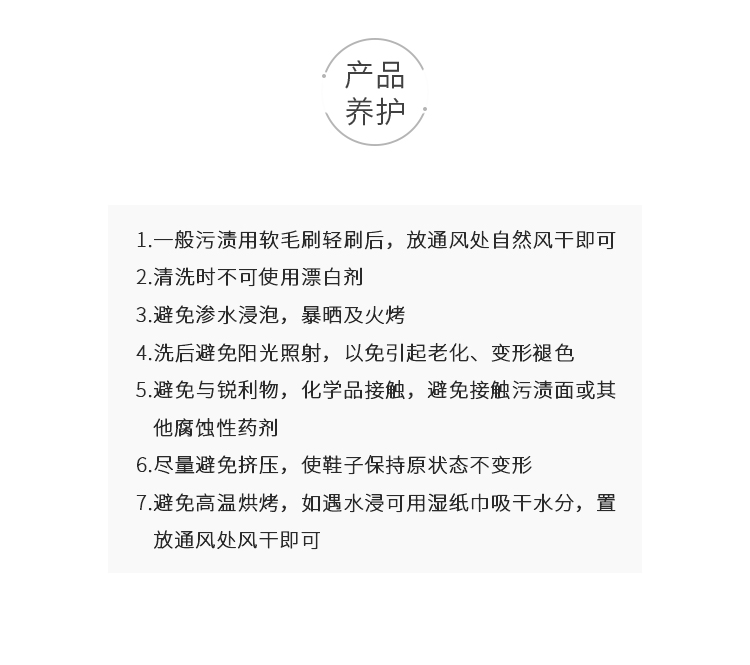 产品
养护
1.一般污渍用软毛刷轻刷后，放通风处自然风干即可
2.清洗时不可使用漂白剂
3.避免渗水浸泡，暴晒及火烤
4.洗后避免阳光照射，以免引起老化、变形褪色
5.避免与锐利物，化学品接触，避免接触污渍面或其
他腐蚀性药剂
6.尽量避免挤压，使鞋子保持原状态不变形
7.避免高温烘烤，如遇水浸可用湿纸巾吸干水分，置
放通风处风干即可